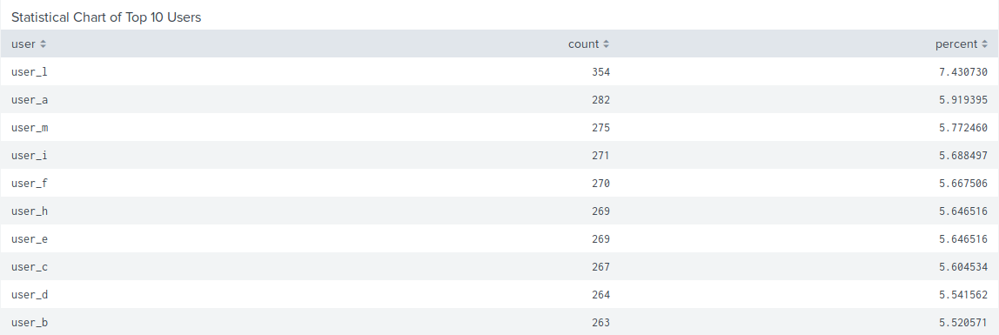 Statistical Chart of Top 10 Users
user count percent
user_l 354 7.430730
user_a 282 5.919395
user_m 275 5.772460
user_i 271 5.688497
user_f 270 5.667506
user_h 269 5.646516
user_e 269 5.646516
user_c 267 5.604534
user_d 264 5.541562
user_b 263 5.520571